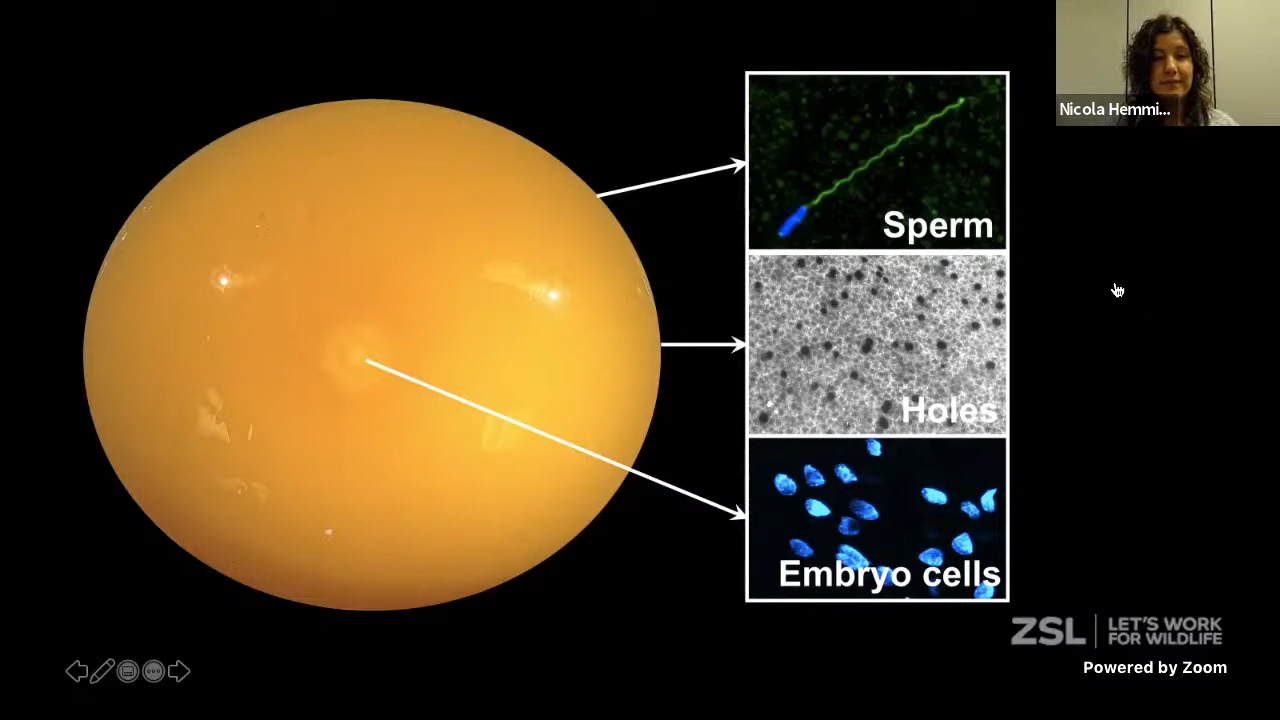 Nicola Hemmi...
Sperm
Holes
Embryo cells
ZSL
LET'S WORK
FOR WILDLIFE
Powered by Zoom